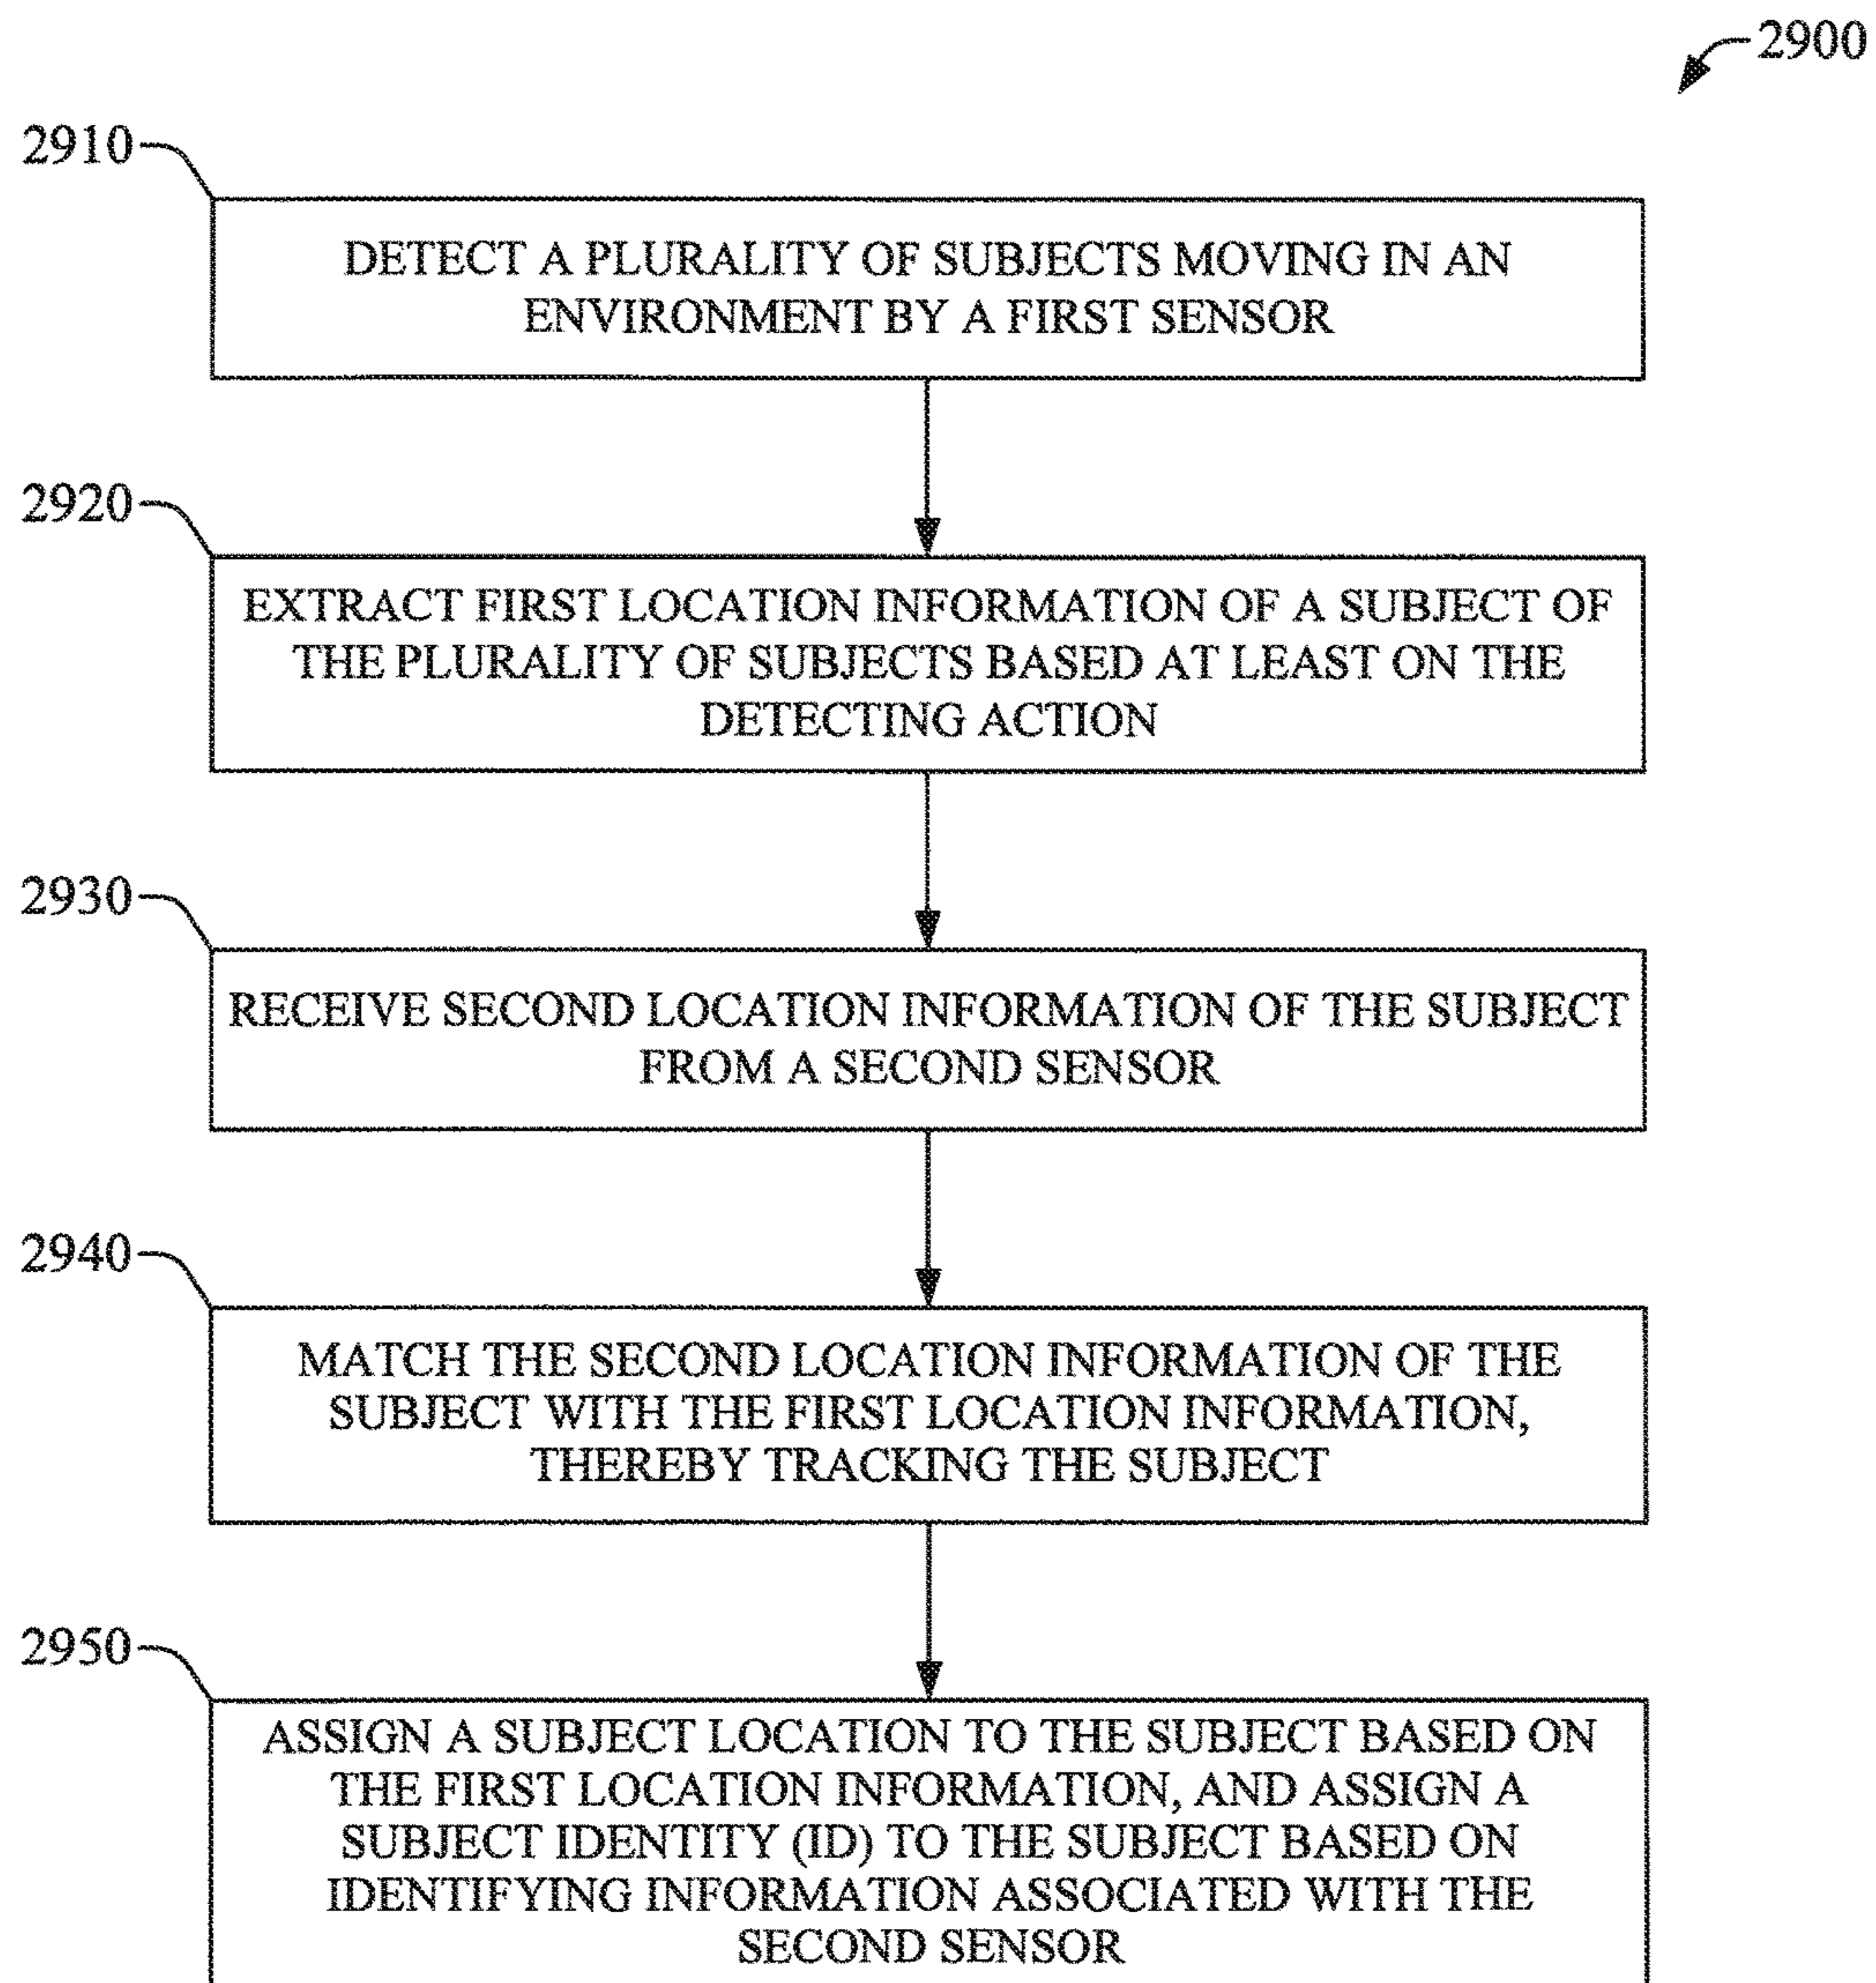 2900
2910
DETECT A PLURALITY OF SUBJECTS MOVING IN AN
ENVIRONMENT BY A FIRST SENSOR
2920
EXTRACT FIRST LOCATION INFORMATION OF A SUBJECT OF
THE PLURALITY OF SUBJECTS BASED AT LEAST ON THE
DETECTING ACTION
2930
RECEIVE SECOND LOCATION INFORMATION OF THE SUBJECT
FROM A SECOND SENSOR
2940
MATCH THE SECOND LOCATION INFORMATION OF THE
SUBJECT WITH THE FIRST LOCATION INFORMATION,
THEREBY TRACKING THE SUBJECT
2950
ASSIGN A SUBJECT LOCATION TO THE SUBJECT BASED ON
THE FIRST LOCATION INFORMATION, AND ASSIGN A
SUBJECT IDENTITY (ID) TO THE SUBJECT BASED ON
IDENTIFYING INFORMATION ASSOCIATED WITH THE
SECOND SENSOR